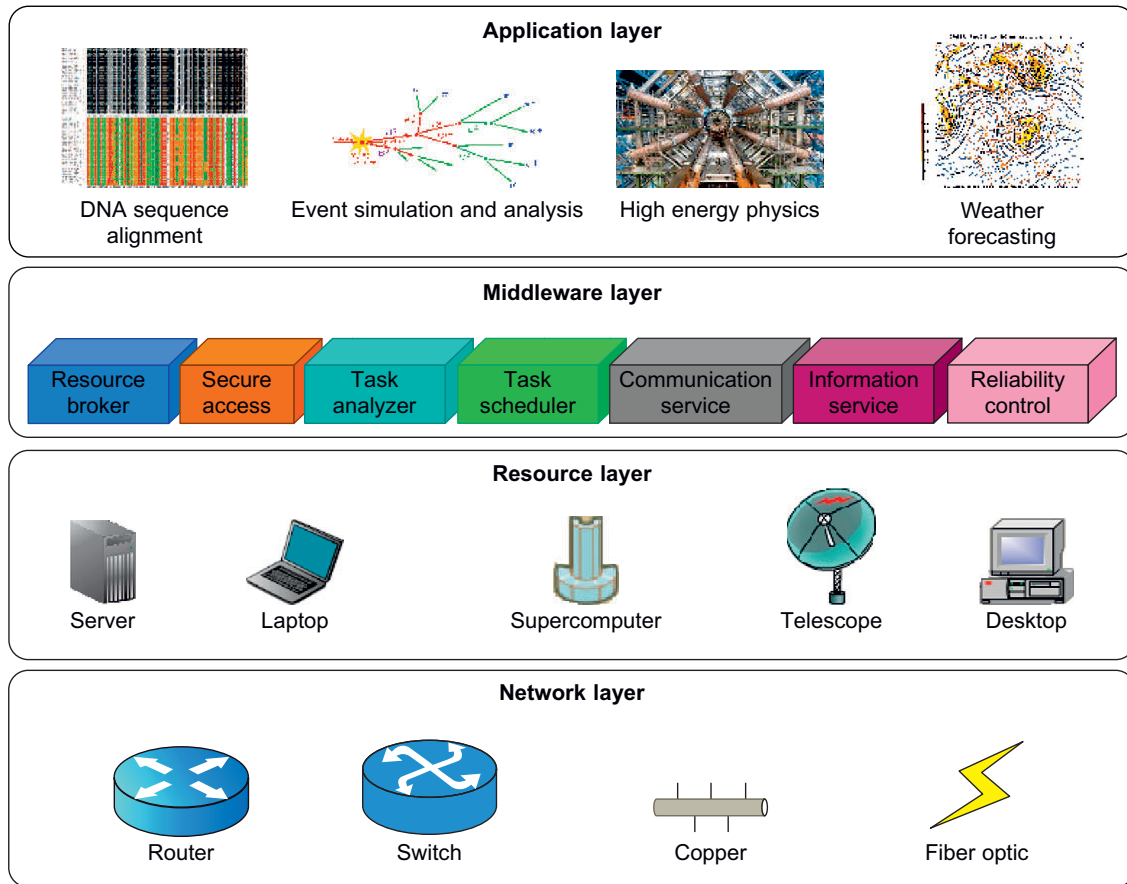 Application layer
DNA sequence
alignment
Event simulation and analysis
High energy physics
Weather
forecasting
Middleware layer
Resource
broker
Secure
access
Task
analyzer
Task
scheduler
Communication
service
Information
service
Reliability
control
Resource layer
Server
Laptop
Supercomputer
Telescope
Desktop
Network layer
Router
Switch
Copper
Fiber optic